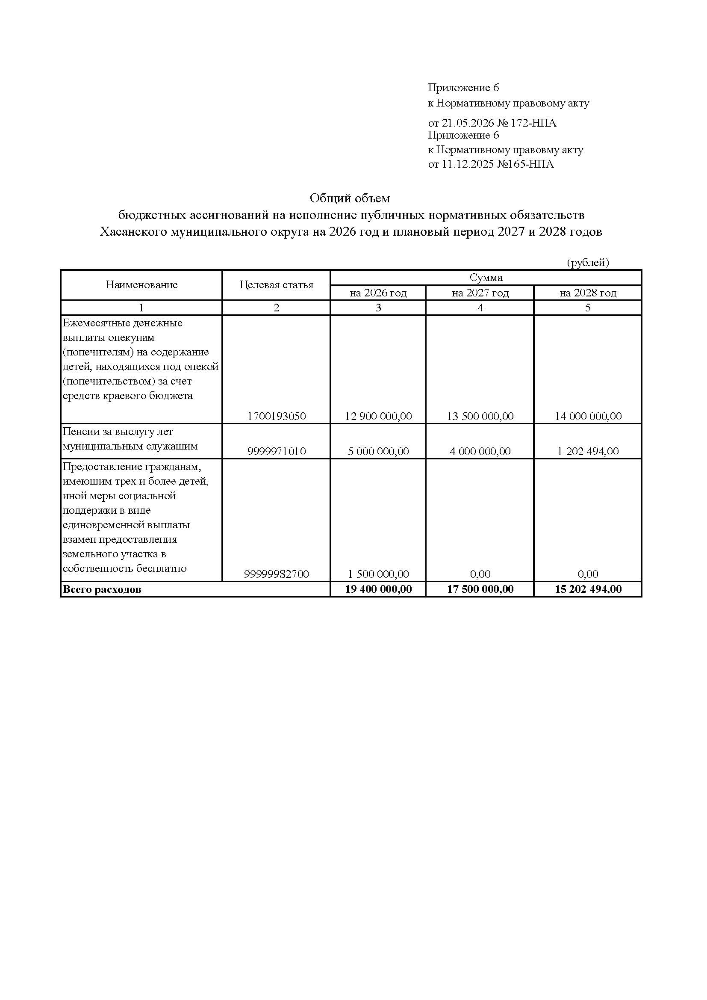 Приложение 6
к Нормативному правовому акту
от 21.05.2026 № 172-НПА
Приложение 6
к Нормативному правовму акту
от 11.12.2025 №165-НПА
Общий объем
бюджетных ассигнований на исполнение публичных нормативных обязательств
Хасанского муниципального округа на 2026 год и плановый период 2027 и 2028 годов
(рублей)
Наименование Целевая статья Сумма
на 2026 год на 2027 год на 2028 год
1 2 3 4 5
Ежемесячные денежные
выплаты опекунам
(попечителям) на содержание
детей, находящихся под опекой
(попечительством) за счет
средств краевого бюджета
1700193050 12 900 000,00 13 500 000,00 14 000 000,00
Пенсии за выслугу лет
муниципальным служащим
9999971010 5 000 000,00 4 000 000,00 1 202 494,00
Предоставление гражданам,
имеющим трех и более детей,
иной меры социальной
поддержки в виде
единовременной выплаты
взамен предоставления
земельного участка в
собственность бесплатно
999999S2700 1 500 000,00 0,00 0,00
Всего расходов 19 400 000,00 17 500 000,00 15 202 494,00